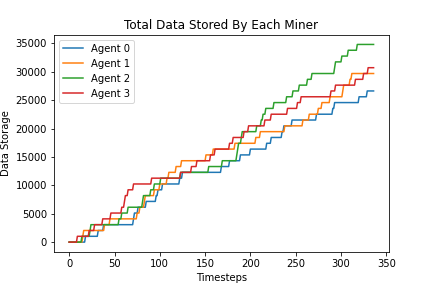 Total Data Stored By Each Miner
Agent 0
Agent 1
Agent 2
Agent 3
Data Storage
35000
30000
25000
20000
15000
10000
5000
0
0 50 100 150 200 250 300 350
Timesteps